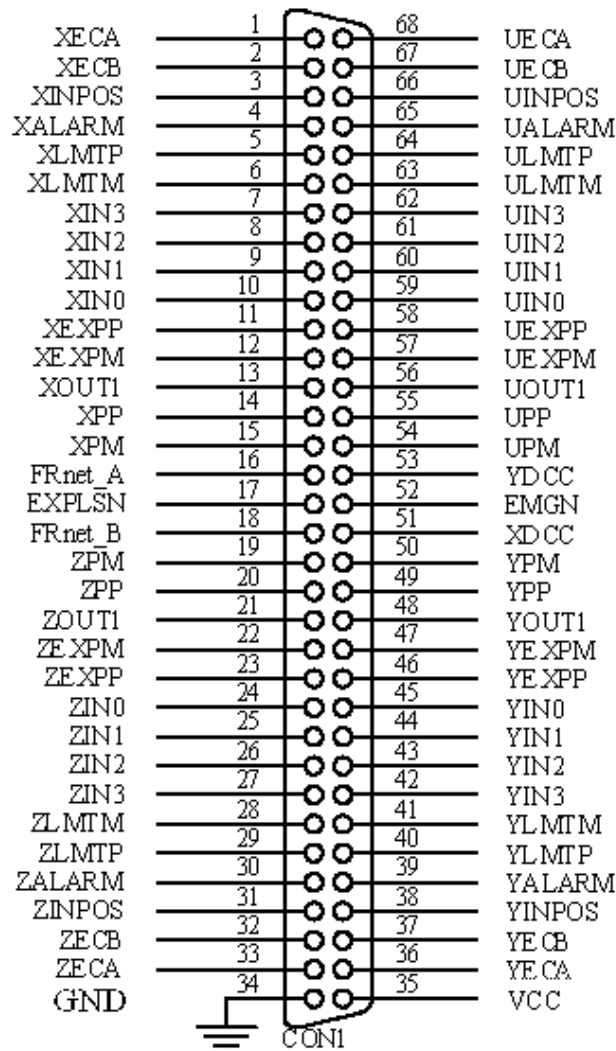 XECA 1 68 UECA
XECB 2 67 UECB
XINPOS 3 66 UINPOS
XALARM 4 65 UALARM
XLMTP 5 64 ULMTP
XLMTM 6 63 ULMTM
XIN3 7 62 UIN3
XIN2 8 61 UIN2
XIN1 9 60 UIN1
XIN0 10 59 UIN0
XEXPP 11 58 UEXPP
XEXPM 12 57 UEXPM
XOUT1 13 56 UOUT1
XPP 14 55 UPP
XPM 15 54 UPM
FRnet_A 16 53 YDCC
EXPLSN 17 52 EMGN
FRnet_B 18 51 XDCC
ZPM 19 50 YPM
ZPP 20 49 YPP
ZOUT1 21 48 YOUT1
ZEXPM 22 47 YEXPM
ZEXPP 23 46 YEXPP
ZIN0 24 45 YIN0
ZIN1 25 44 YIN1
ZIN2 26 43 YIN2
ZIN3 27 42 YIN3
ZLMTM 28 41 YLMTM
ZLMTP 29 40 YLMTP
ZALARM 30 39 YALARM
ZINPOS 31 38 YINPOS
ZECB 32 37 YECB
ZECA 33 36 YECA
GND 34 35 VCC
CON1